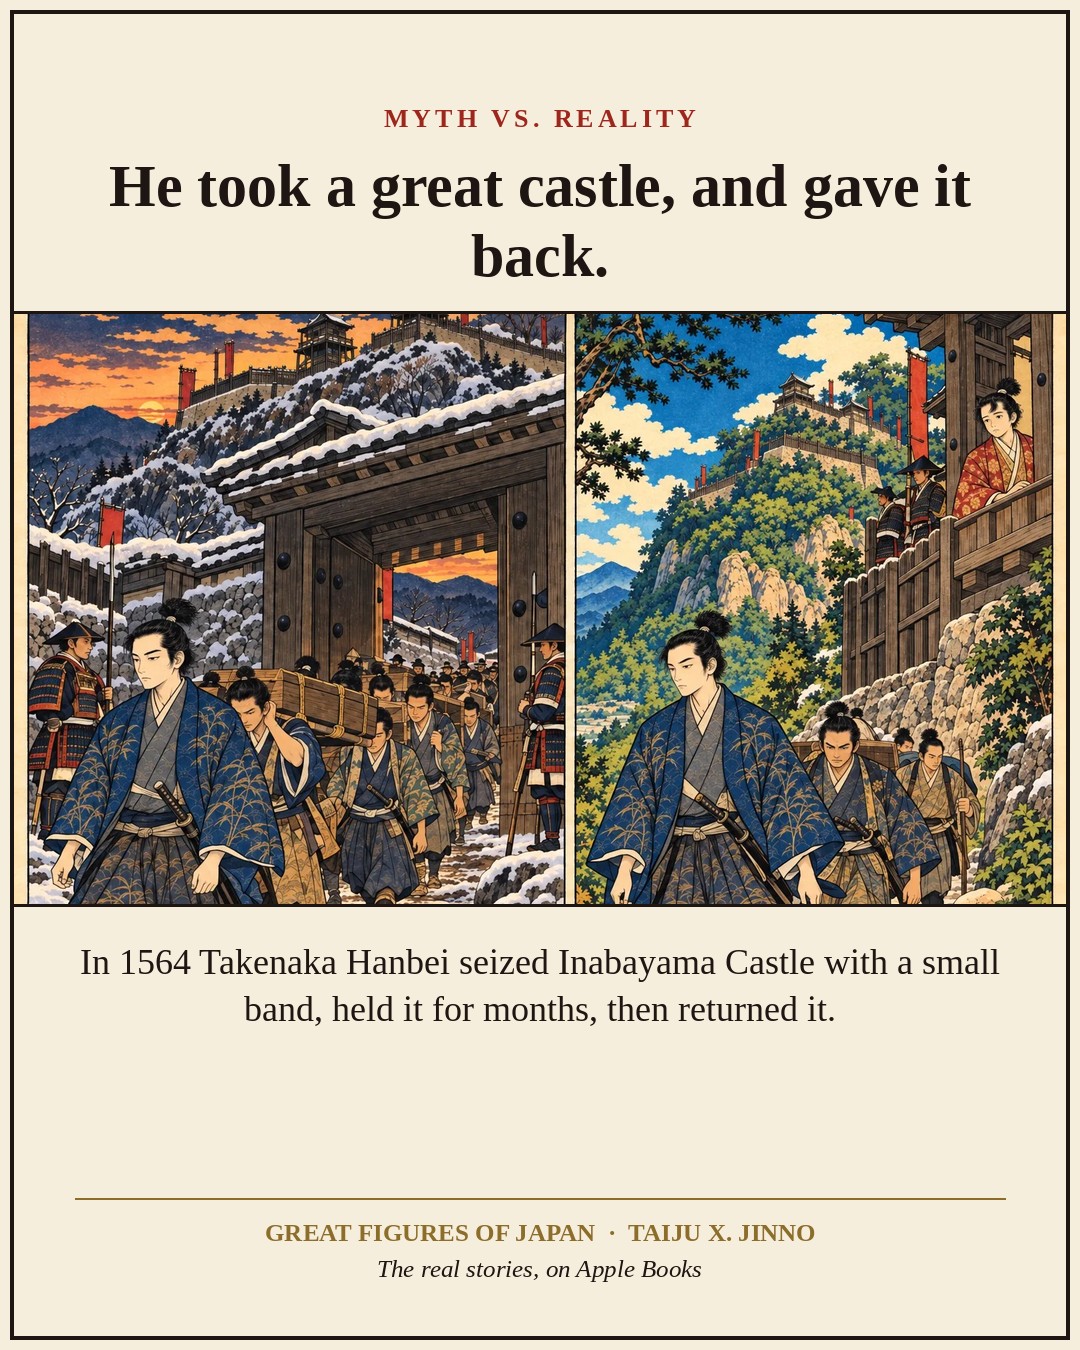 MYTH VS. REALITY
He took a great castle, and gave it
back.
In 1564 Takenaka Hanbei seized Inabayama Castle with a small
band, held it for months, then returned it.
GREAT FIGURES OF JAPAN · TAIJU X. JINNO
The real stories, on Apple Books